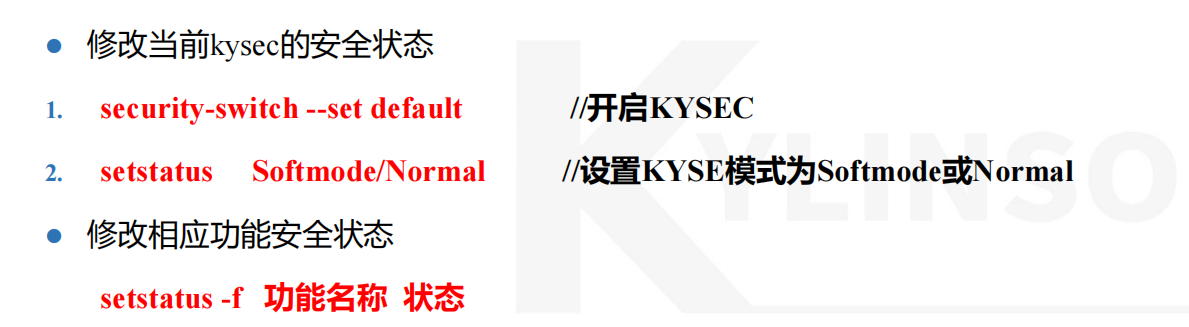 ● 修改当前kysec的安全状态
1. security-switch --set default //开启KYSEC
2. setstatus Softmode/Normal //设置KYSE模式为Softmode或Normal
● 修改相应功能安全状态
setstatus -f 功能名称 状态
KYLINSO